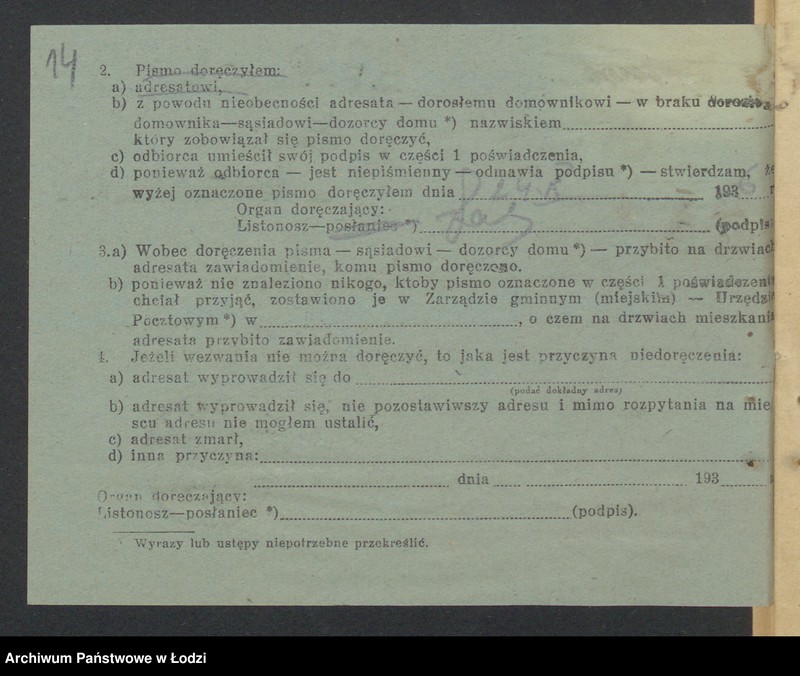 14
2. Pismo doręczyłem:
a) adresatowi,
b) z powodu nieobecności adresata — dorosłemu domownikowi — w braku
domownika—sąsiadowi—dozorcy domu *) nazwiskiem
który zobowiązał się pismo doręczyć,
c) odbiorca umieścił swój podpis w części 1 poświadczenia,
d) ponieważ odbiorca — jest niepiśmienny — odmawia podpisu *) — stwierdzam, że
wyżej oznaczone pismo doręczyłem dnia 193
Organ doręczający:
Listonosz—posłaniec *) (podpis
3.a) Wobec doręczenia pisma — sąsiadowi — dozorcy domu *) — przybito na drzwiach
adresata zawiadomienie, komu pismo doręczono.
b) ponieważ nie znaleziono nikogo, ktoby pismo oznaczone w części 1 poświadczeni
chciał przyjąć, zostawiono je w Zarządzie gminnym (miejskim) — Urzędzi
Pocztowym *) w , o czem na drzwiach mieszkani
adresata przybito zawiadomienie.
4. Jeżeli wezwania nie można doręczyć, to jaka jest przyczyna niedoręczenia:
a) adresat wyprowadził się do
(podać dokładny adres)
b) adresat wyprowadził się, nie pozostawiwszy adresu i mimo rozpytania na mie
scu adresu nie mogłem ustalić,
c) adresat zmarł,
d) inna przyczyna:
dnia 193
Organ doręczający:
Listonosz—posłaniec *) (podpis).
Wyrazy lub ustępy niepotrzebne przekreślić.
Archiwum Państwowe w Łodzi